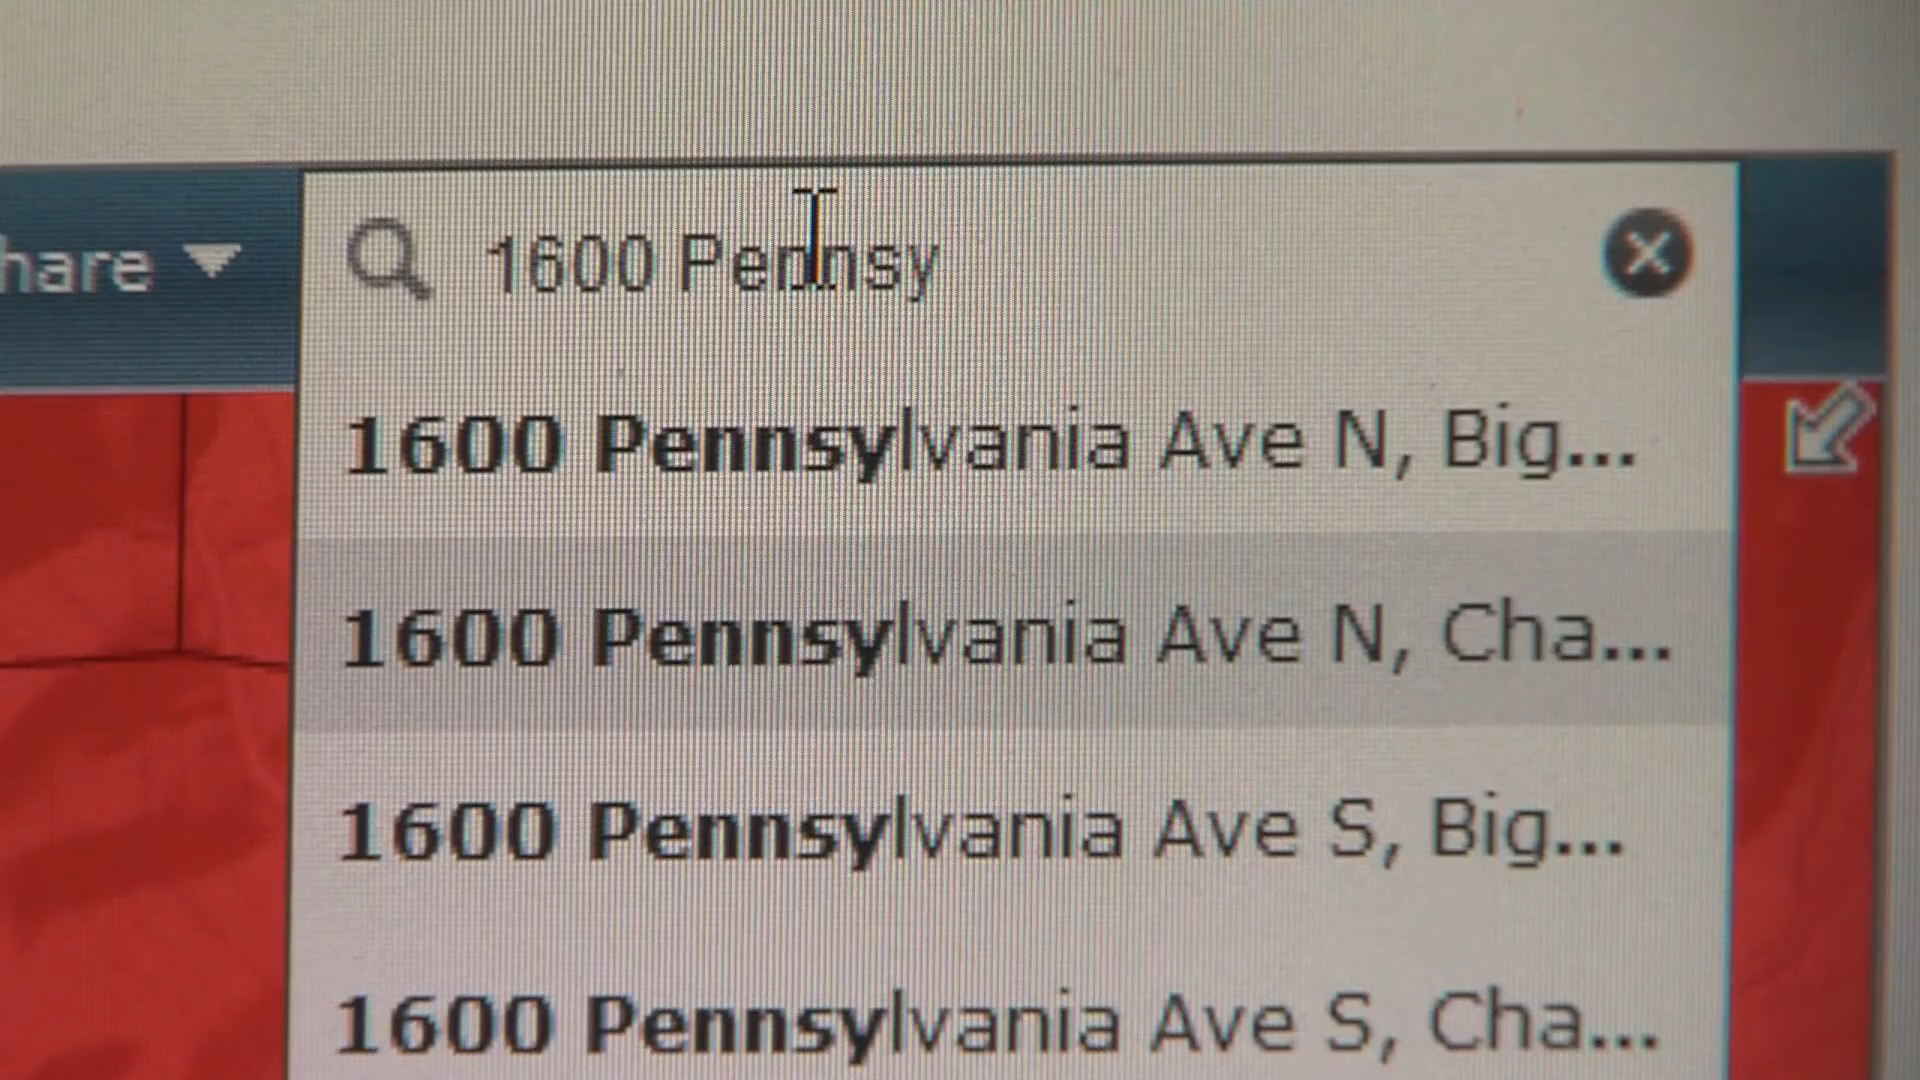 hare
1600 Pennsy
1600 Pennsylvania Ave N, Big...
1600 Pennsylvania Ave N, Cha...
1600 Pennsylvania Ave S, Big...
1600 Pennsylvania Ave S, Cha...